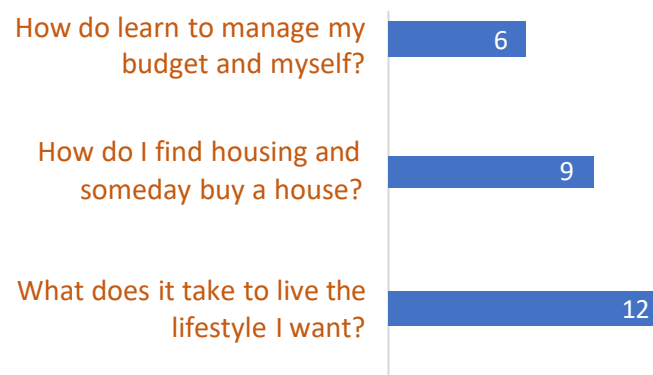 How do learn to manage my
budget and myself?
6
How do I find housing and
someday buy a house?
9
What does it take to live the
lifestyle I want?
12